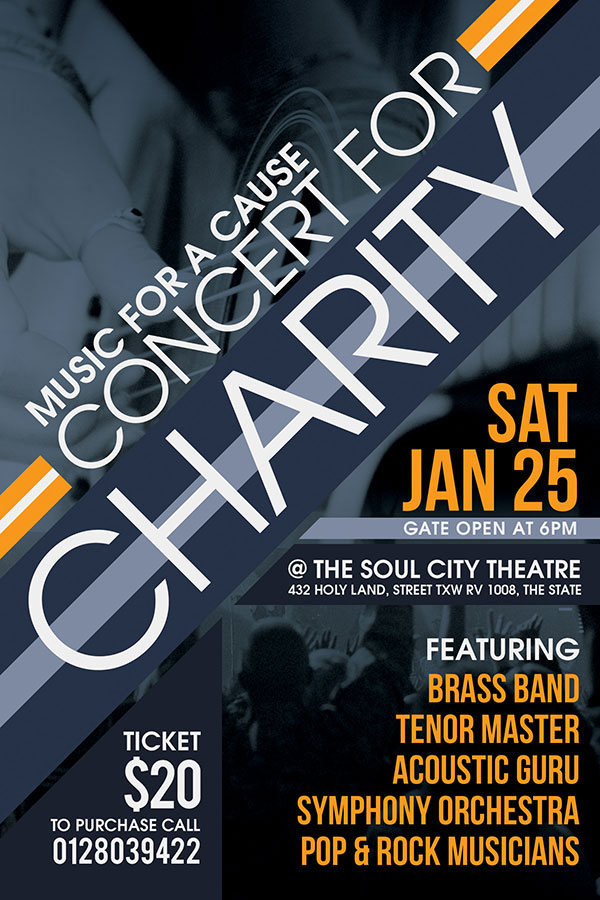 MUSIC FOR A CAUSE
CONCERT FOR
CHARITY
SAT
JAN 25
GATE OPEN AT 6PM
@ THE SOUL CITY THEATRE
432 HOLY LAND, STREET TXW RV 1008, THE STATE
FEATURING
BRASS BAND
TENOR MASTER
ACOUSTIC GURU
SYMPHONY ORCHESTRA
POP & ROCK MUSICIANS
TICKET
$20
TO PURCHASE CALL
0128039422